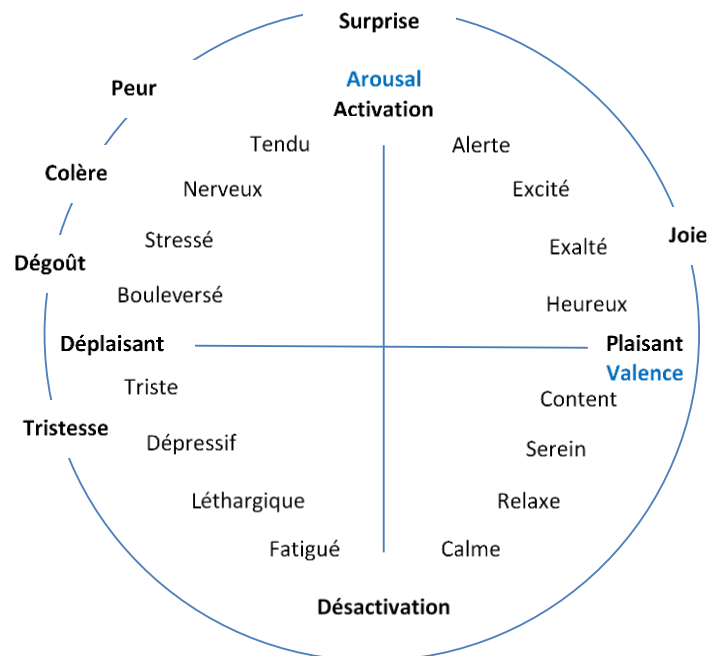 Surprise
Arousal
Peur
Activation
Tendu
Alerte
Colère
Nerveux
Excité
Stressé
Joie
Exalté
Dégoût
Bouleversé
Heureux
Déplaisant
Plaisant
Valence
Triste
Content
Tristesse
Dépressif
Serein
Léthargique
Relaxe
Fatigué
Calme
Désactivation